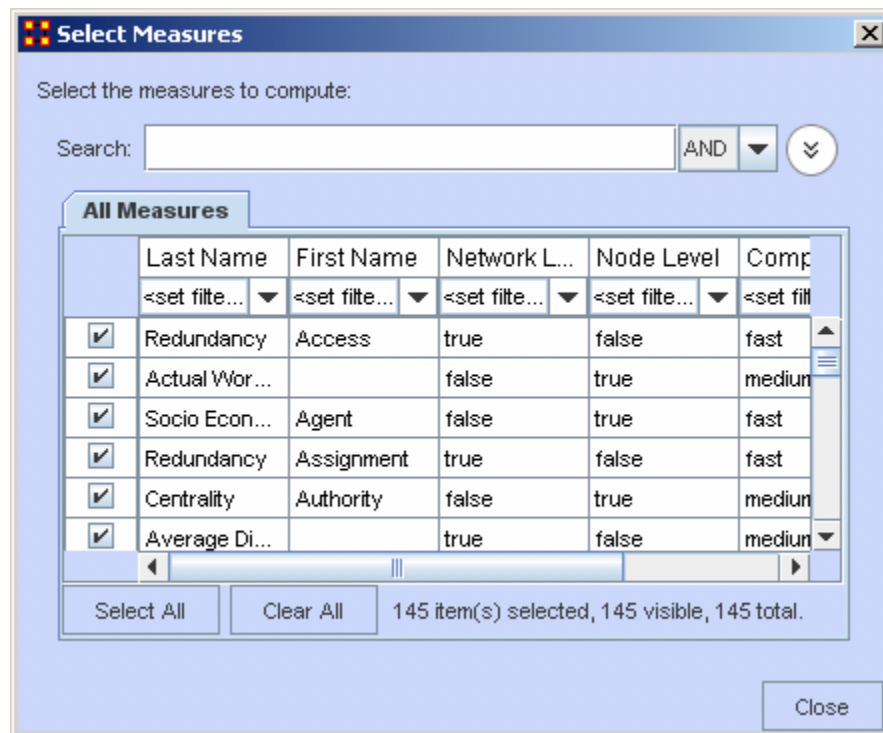 Select Measures
Select the measures to compute:
Search: AND
All Measures
Last Name First Name Network L... Node Level Comp
<set filte... <set filte... <set filte... <set filte... <set filt
Redundancy Access true false fast
Actual Wor... false true medium
Socio Econ... Agent false true fast
Redundancy Assignment true false fast
Centrality Authority false true medium
Average Di... true false medium
Select All Clear All 145 item(s) selected, 145 visible, 145 total.
Close